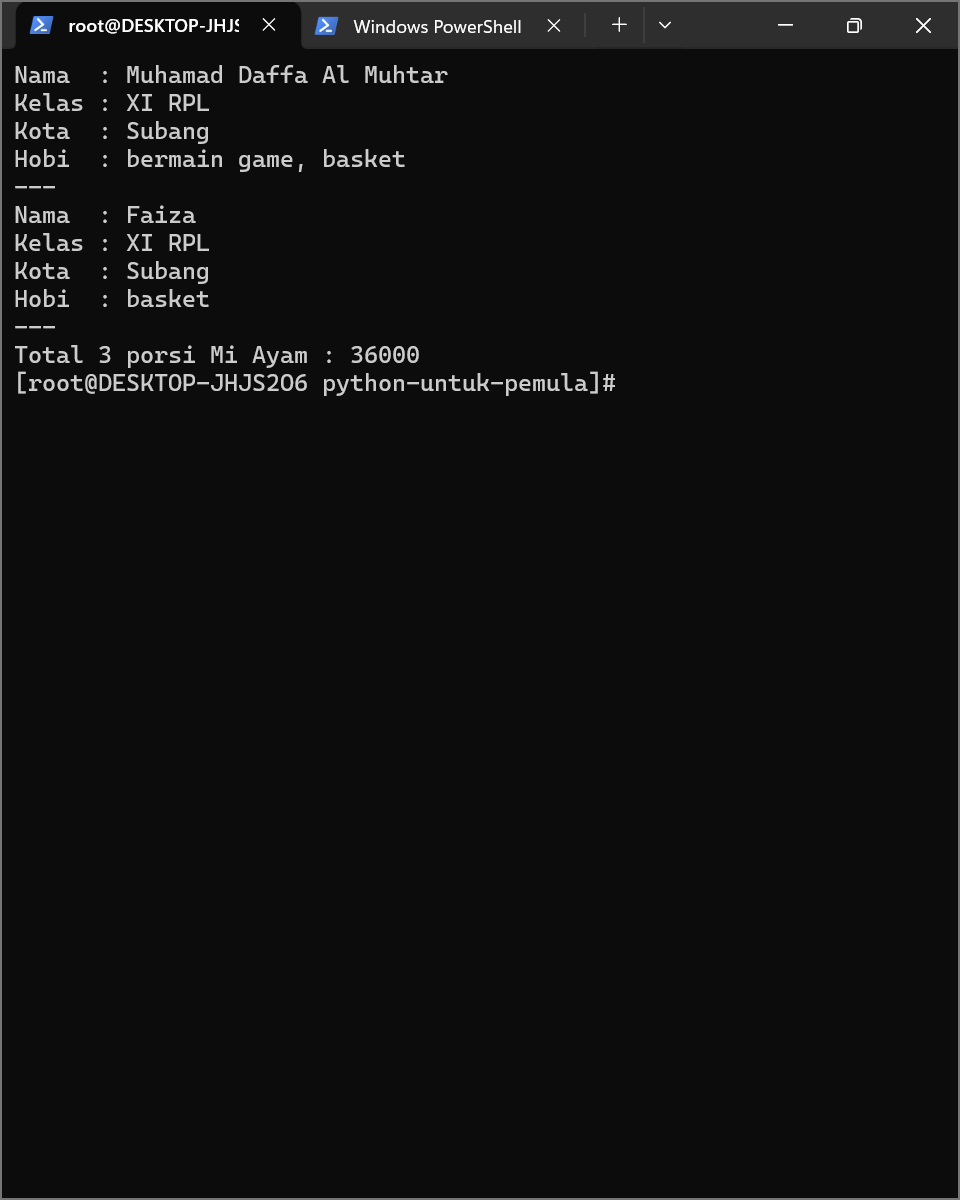 root@DESKTOP-JHJS
Windows PowerShell
Nama  : Muhamad Daffa Al Muhtar
Kelas : XI RPL
Kota  : Subang
Hobi  : bermain game, basket
---
Nama  : Faiza
Kelas : XI RPL
Kota  : Subang
Hobi  : basket
---
Total 3 porsi Mi Ayam : 36000
[root@DESKTOP-JHJS2O6 python-untuk-pemula]#